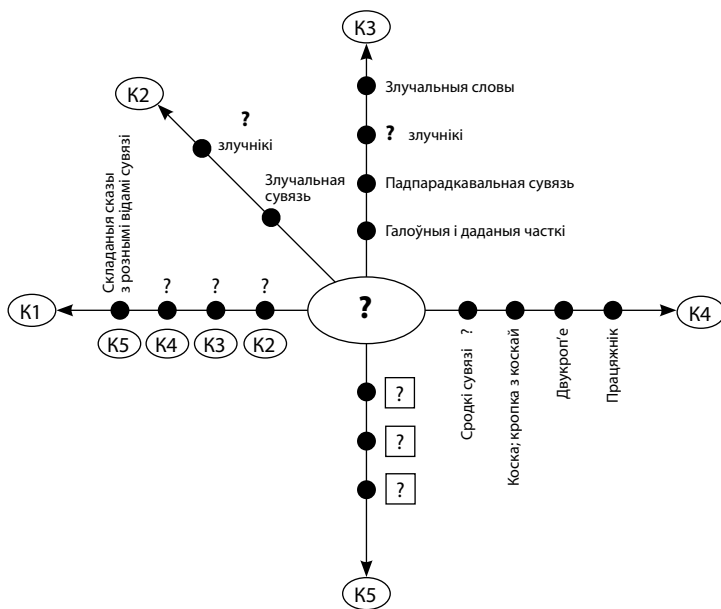 К3
Злучальныя словы
? злучнікі
Падпарадкавальная сувязь
Галоўныя і даданыя часткі
К2
?
злучнікі
Злучальная
сувязь
Складаныя сказы
з рознымі відамі сувязі
? ? ?
К1
К5 К4 К3 К2
?
Сродкі сувязі ?
Коска; кропка з коскай
Двукроп’е
Працяжнік
К4
?
?
?
К5